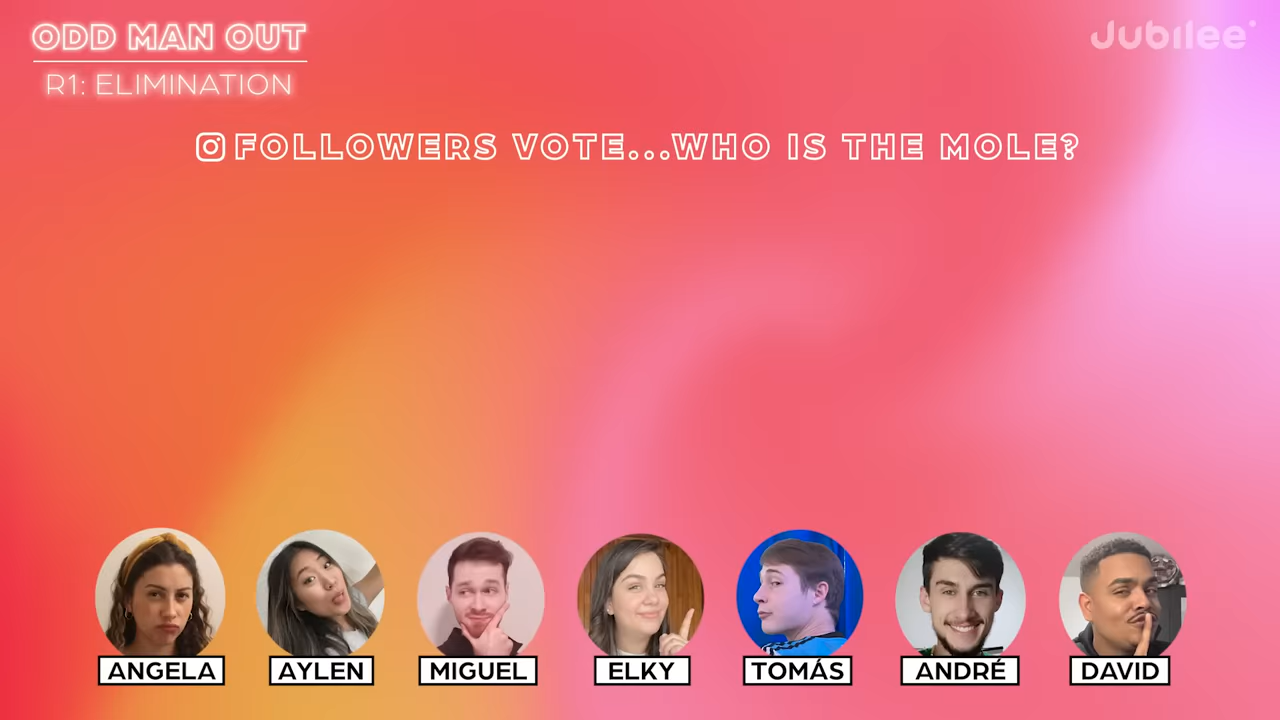 ODD MAN OUT
Jubilee
R1: ELIMINATION
FOLLOWERS VOTE...WHO IS THE MOLE?
ANGELA
AYLEN
MIGUEL
ELKY
TOMÁS
ANDRÉ
DAVID